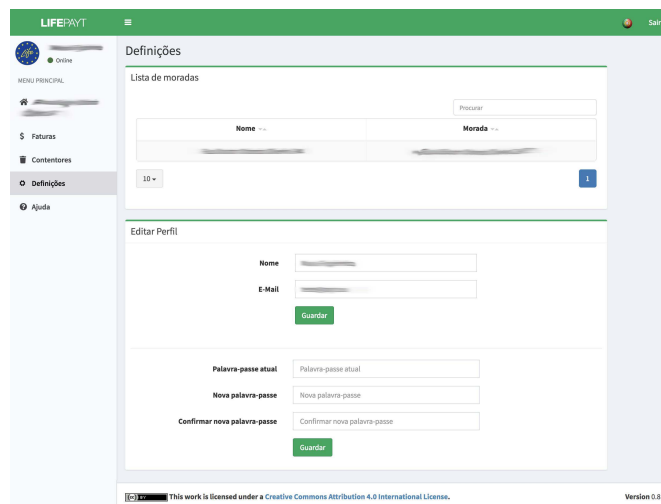 LIFEPAYT
Sair
Online
MENU PRINCIPAL
Faturas
Contentores
Definições
Ajuda
Definições
Lista de moradas
Procurar
Nome Morada
10 1
Editar Perfil
Nome
E-Mail
Guardar
Palavra-passe atual Palavra-passe atual
Nova palavra-passe Nova palavra-passe
Confirmar nova palavra-passe Confirmar nova palavra-passe
Guardar
This work is licensed under a Creative Commons Attribution 4.0 International License. Version 0.8